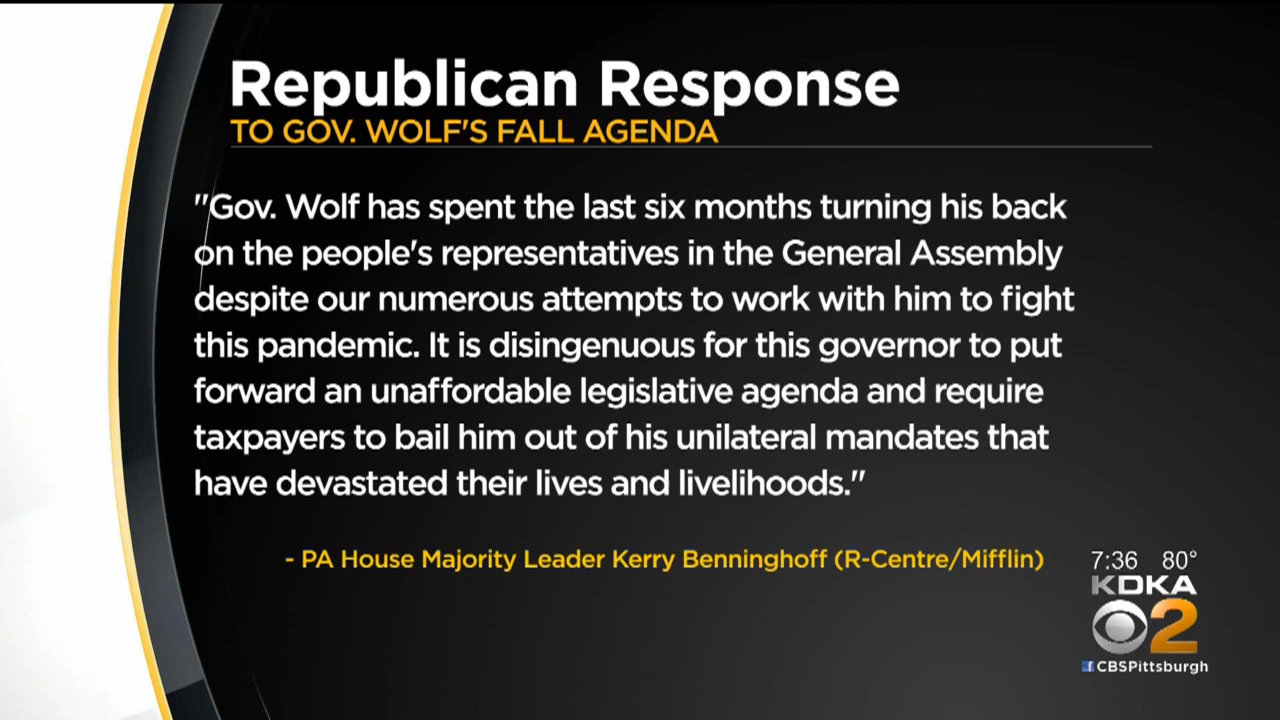 Republican Response
TO GOV. WOLF'S FALL AGENDA
"Gov. Wolf has spent the last six months turning his back
on the people's representatives in the General Assembly
despite our numerous attempts to work with him to fight
this pandemic. It is disingenuous for this governor to put
forward an unaffordable legislative agenda and require
taxpayers to bail him out of his unilateral mandates that
have devastated their lives and livelihoods."
- PA House Majority Leader Kerry Benninghoff (R-Centre/Mifflin)
7:36 80°
KDKA
2
f CBSPittsburgh